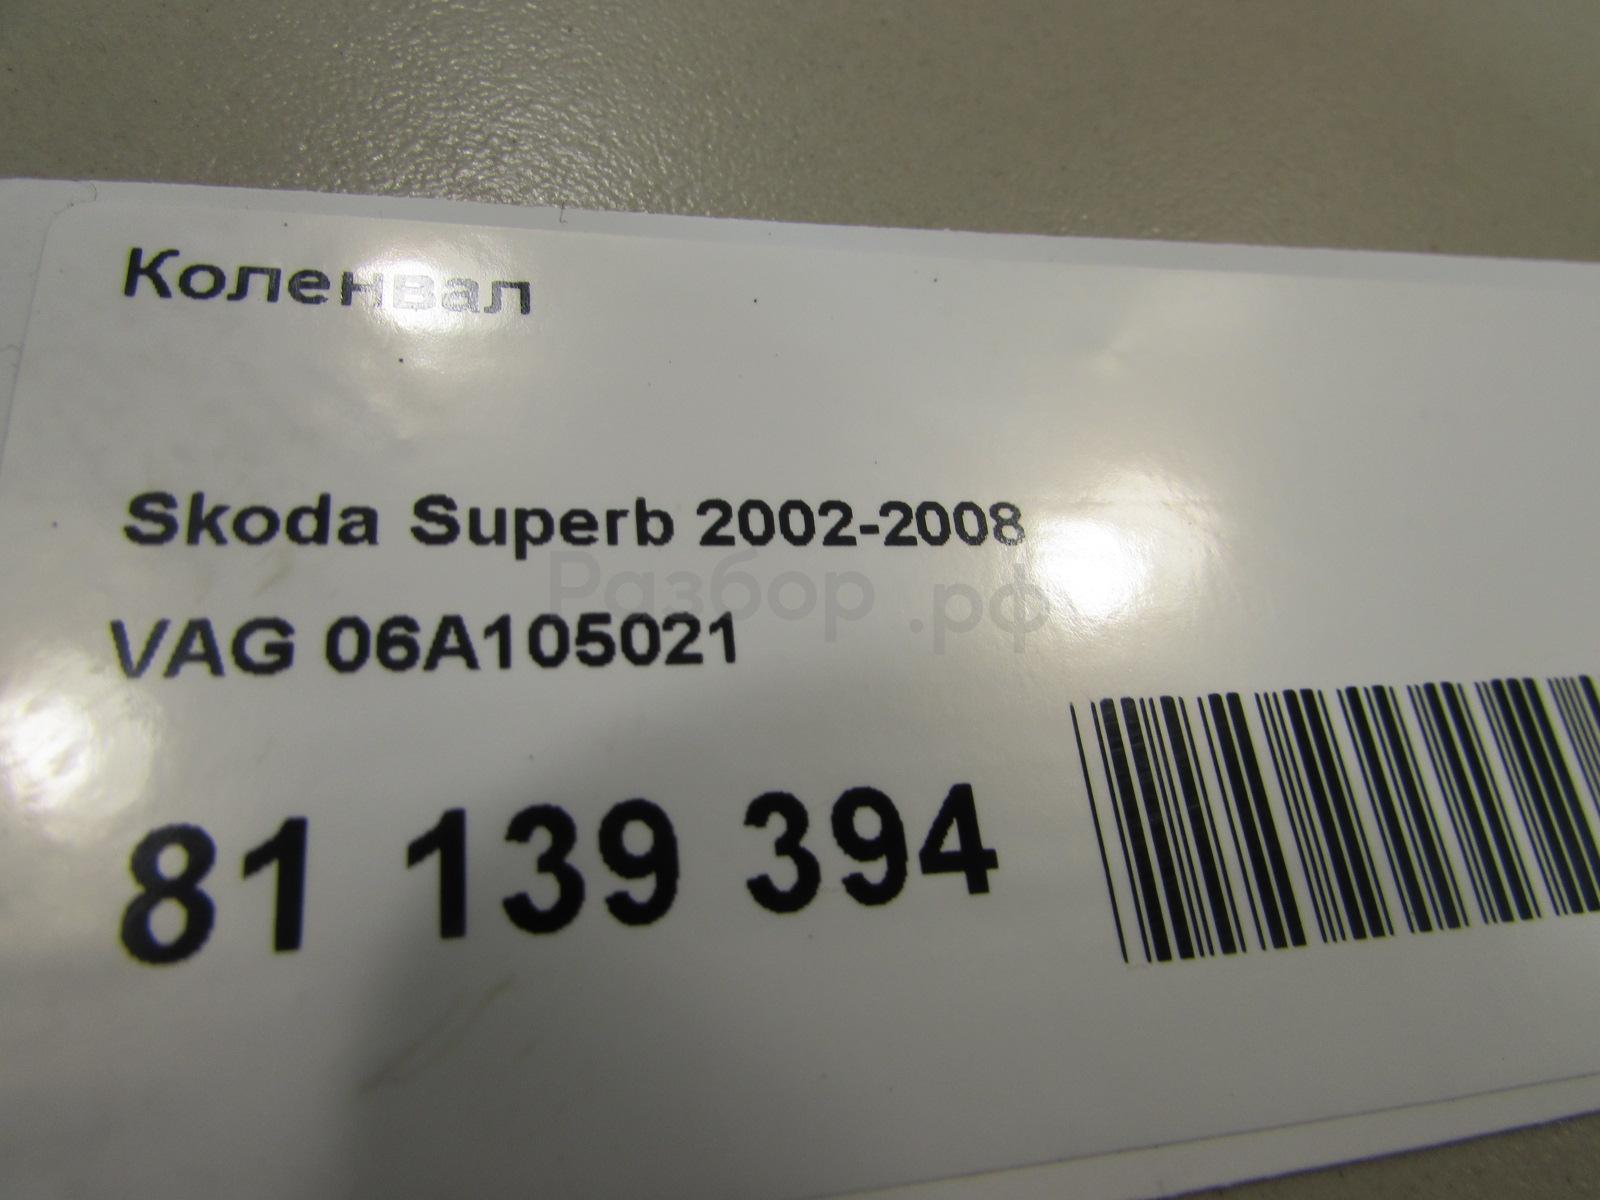 Коленвал
Skoda Superb 2002-2008
Разбор.рф
VAG 06A105021
81 139 394